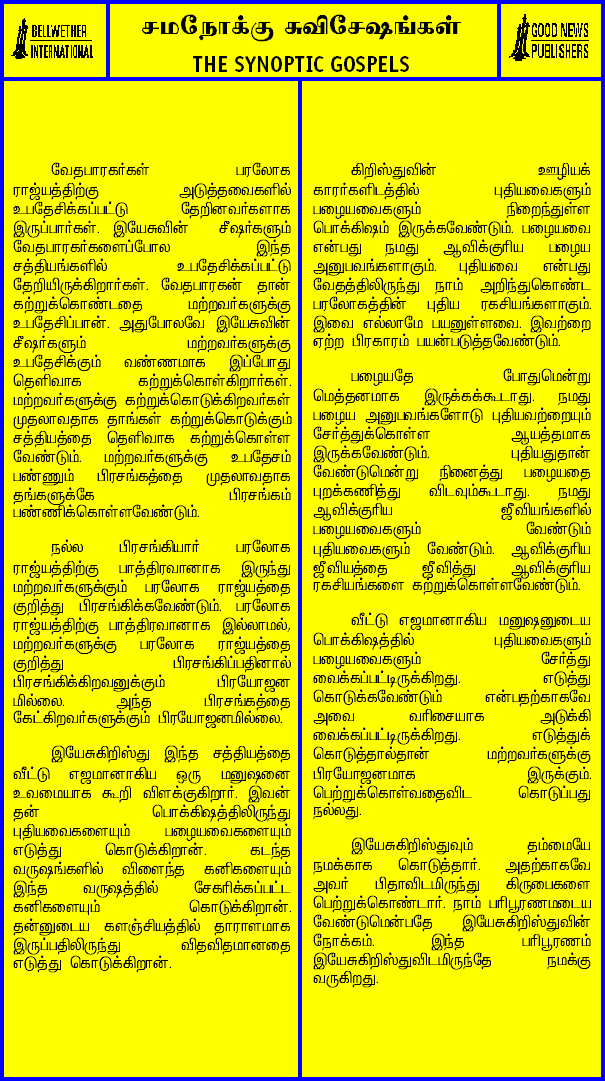 BELLWETHER
INTERNATIONAL
சமநோக்கு சுவிசேஷங்கள்
THE SYNOPTIC GOSPELS
GOOD NEWS
PUBLISHERS
வேதபாரகர்கள் பரலோக
ராஜ்யத்திற்கு அடுத்தவைகளில்
உபதேசிக்கப்பட்டு தேறினவர்களாக
இருப்பார்கள். இயேசுவின் சீஷர்களும்
வேதபாரகர்களைப்போல இந்த
சத்தியங்களில் உபதேசிக்கப்பட்டு
தேறியிருக்கிறார்கள். வேதபாரகன் தான்
கற்றுக்கொண்டதை மற்றவர்களுக்கு
உபதேசிப்பான். அதுபோலவே இயேசுவின்
சீஷர்களும் மற்றவர்களுக்கு
உபதேசிக்கும் வண்ணமாக இப்போது
தெளிவாக கற்றுக்கொள்கிறார்கள்.
மற்றவர்களுக்கு கற்றுக்கொடுக்கிறவர்கள்
முதலாவதாக தாங்கள் கற்றுக்கொடுக்கும்
சத்தியத்தை தெளிவாக கற்றுக்கொள்ள
வேண்டும். மற்றவர்களுக்கு உபதேசம்
பண்ணும் பிரசங்கத்தை முதலாவதாக
தங்களுக்கே பிரசங்கம்
பண்ணிக்கொள்ளவேண்டும்.
நல்ல பிரசங்கியார் பரலோக
ராஜ்யத்திற்கு பாத்திரவானாக இருந்து
மற்றவர்களுக்கும் பரலோக ராஜ்யத்தை
குறித்து பிரசங்கிக்கவேண்டும். பரலோக
ராஜ்யத்திற்கு பாத்திரவானாக இல்லாமல்,
மற்றவர்களுக்கு பரலோக ராஜ்யத்தை
குறித்து பிரசங்கிப்பதினால்
பிரசங்கிக்கிறவனுக்கும் பிரயோஜன
மில்லை. அந்த பிரசங்கத்தை
கேட்கிறவர்களுக்கும் பிரயோஜனமில்லை.
இயேசுகிறிஸ்து இந்த சத்தியத்தை
வீட்டு எஜமானாகிய ஒரு மனுஷனை
உவமையாக கூறி விளக்குகிறார். இவன்
தன் பொக்கிஷத்திலிருந்து
புதியவைகளையும் பழையவைகளையும்
எடுத்து கொடுக்கிறான். கடந்த
வருஷங்களில் விளைந்த கனிகளையும்
இந்த வருஷத்தில் சேகரிக்கப்பட்ட
கனிகளையும் கொடுக்கிறான்.
தன்னுடைய களஞ்சியத்தில் தாராளமாக
இருப்பதிலிருந்து விதவிதமானதை
எடுத்து கொடுக்கிறான்.
கிறிஸ்துவின் ஊழியக்
காரர்களிடத்தில் புதியவைகளும்
பழையவைகளும் நிறைந்துள்ள
பொக்கிஷம் இருக்கவேண்டும். பழையவை
என்பது நமது ஆவிக்குரிய பழைய
அனுபவங்களாகும். புதியவை என்பது
வேதத்திலிருந்து நாம் அறிந்துகொண்ட
பரலோகத்தின் புதிய ரகசியங்களாகும்.
இவை எல்லாமே பயனுள்ளவை. இவற்றை
ஏற்ற பிரகாரம் பயன்படுத்தவேண்டும்.
பழையதே போதுமென்று
மெத்தனமாக இருக்கக்கூடாது. நமது
பழைய அனுபவங்களோடு புதியவற்றையும்
சேர்த்துக்கொள்ள ஆயத்தமாக
இருக்கவேண்டும். புதியதுதான்
வேண்டுமென்று நினைத்து பழையதை
புறக்கணித்து விடவும்கூடாது. நமது
ஆவிக்குரிய ஜீவியங்களில்
பழையவைகளும் வேண்டும்
புதியவைகளும் வேண்டும். ஆவிக்குரிய
ஜீவியத்தை ஜீவித்து ஆவிக்குரிய
ரகசியங்களை கற்றுக்கொள்ளவேண்டும்.
வீட்டு எஜமானாகிய மனுஷனுடைய
பொக்கிஷத்தில் புதியவைகளும்
பழையவைகளும் சேர்த்து
வைக்கப்பட்டிருக்கிறது. எடுத்து
கொடுக்கவேண்டும் என்பதற்காகவே
அவை வரிசையாக அடுக்கி
வைக்கப்பட்டிருக்கிறது. எடுத்துக்
கொடுத்தால்தான் மற்றவர்களுக்கு
பிரயோஜனமாக இருக்கும்.
பெற்றுக்கொள்வதைவிட கொடுப்பது
நல்லது.
இயேசுகிறிஸ்துவும் தம்மையே
நமக்காக கொடுத்தார். அதற்காகவே
அவர் பிதாவிடமிருந்து கிருபைகளை
பெற்றுக்கொண்டார். நாம் பரிபூரணமடைய
வேண்டுமென்பதே இயேசுகிறிஸ்துவின்
நோக்கம். இந்த பரிபூரணம்
இயேசுகிறிஸ்துவிடமிருந்தே நமக்கு
வருகிறது.